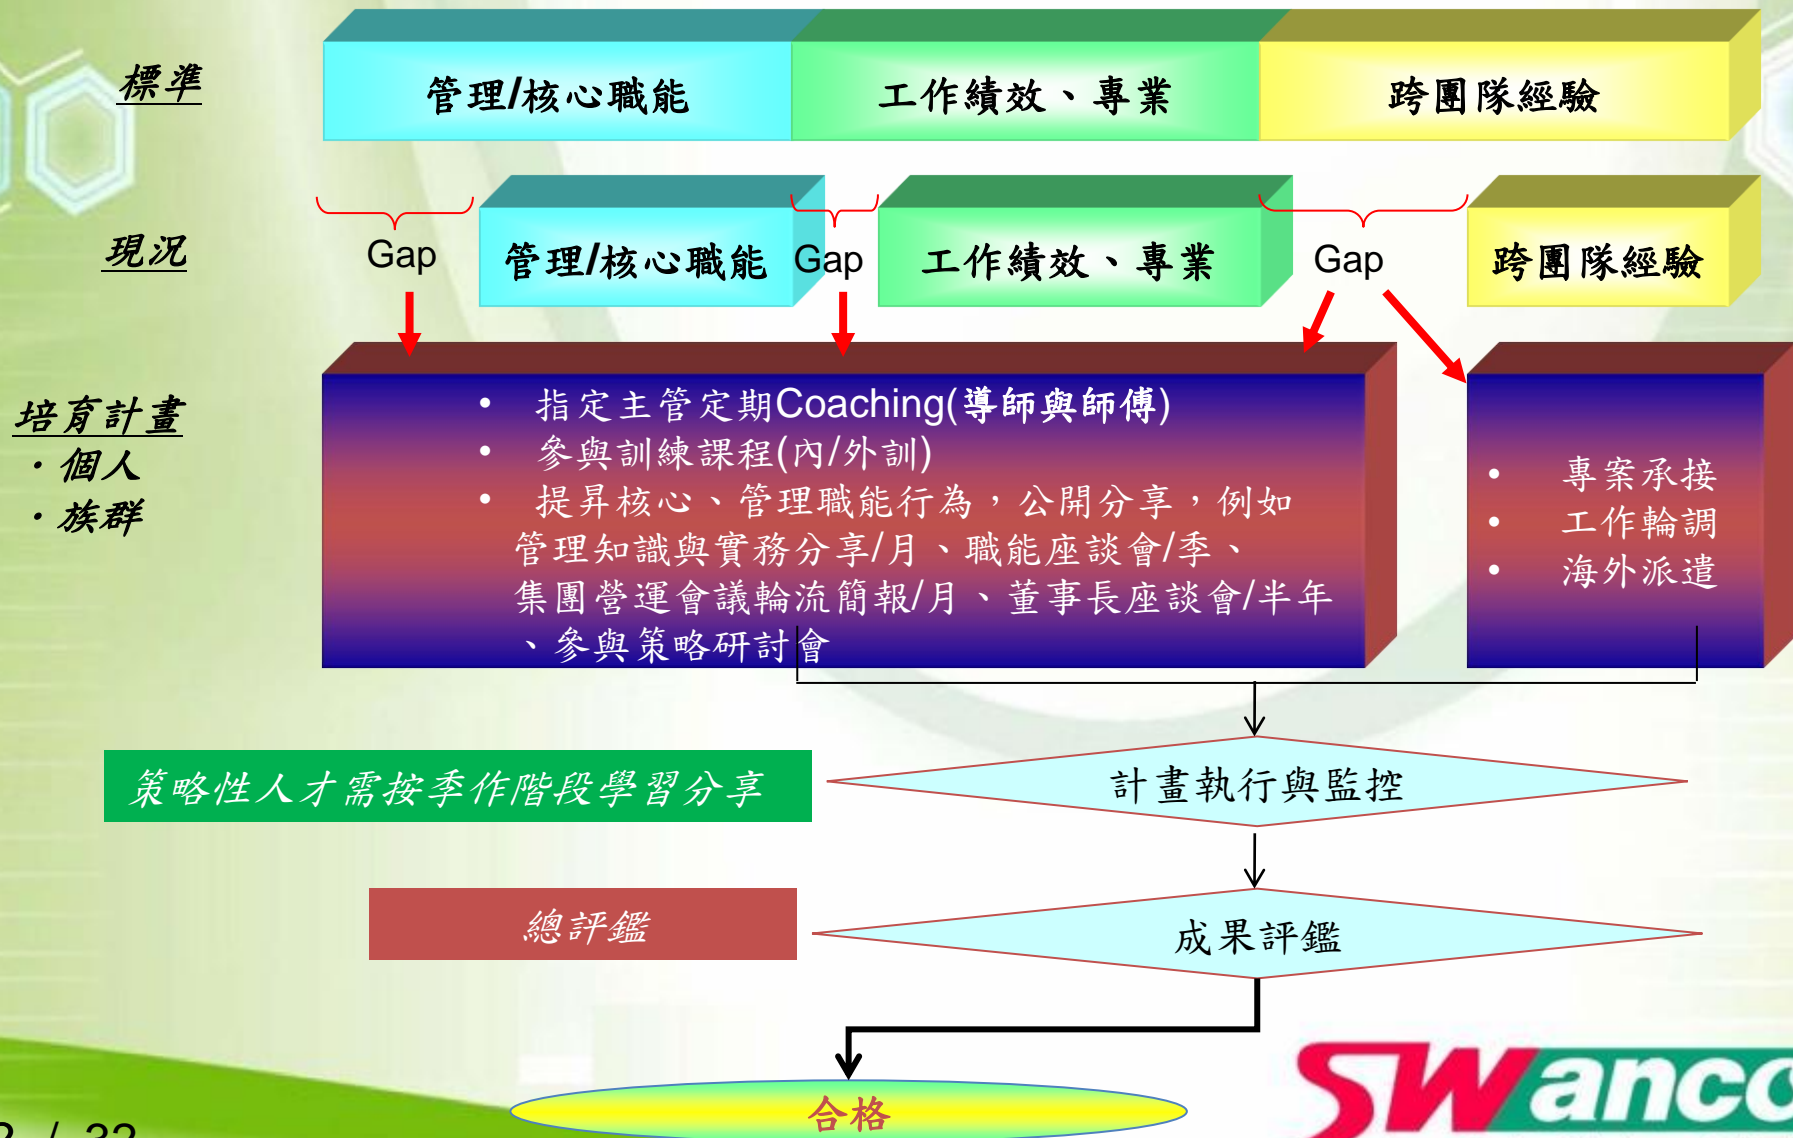 標準
管理/核心職能
工作績效、專業
跨團隊經驗
現況
Gap
管理/核心職能
Gap
工作績效、專業
Gap
跨團隊經驗
培育計畫
・個人
・族群
• 指定主管定期Coaching(導師與師傅)
• 參與訓練課程(內/外訓)
• 提昇核心、管理職能行為，公開分享，例如
管理知識與實務分享/月、職能座談會/季、
集團營運會議輪流簡報/月、董事長座談會/半年
、參與策略研討會
• 專案承接
• 工作輪調
• 海外派遣
策略性人才需按季作階段學習分享
計畫執行與監控
總評鑑
成果評鑑
合格
SWanco
/ 32